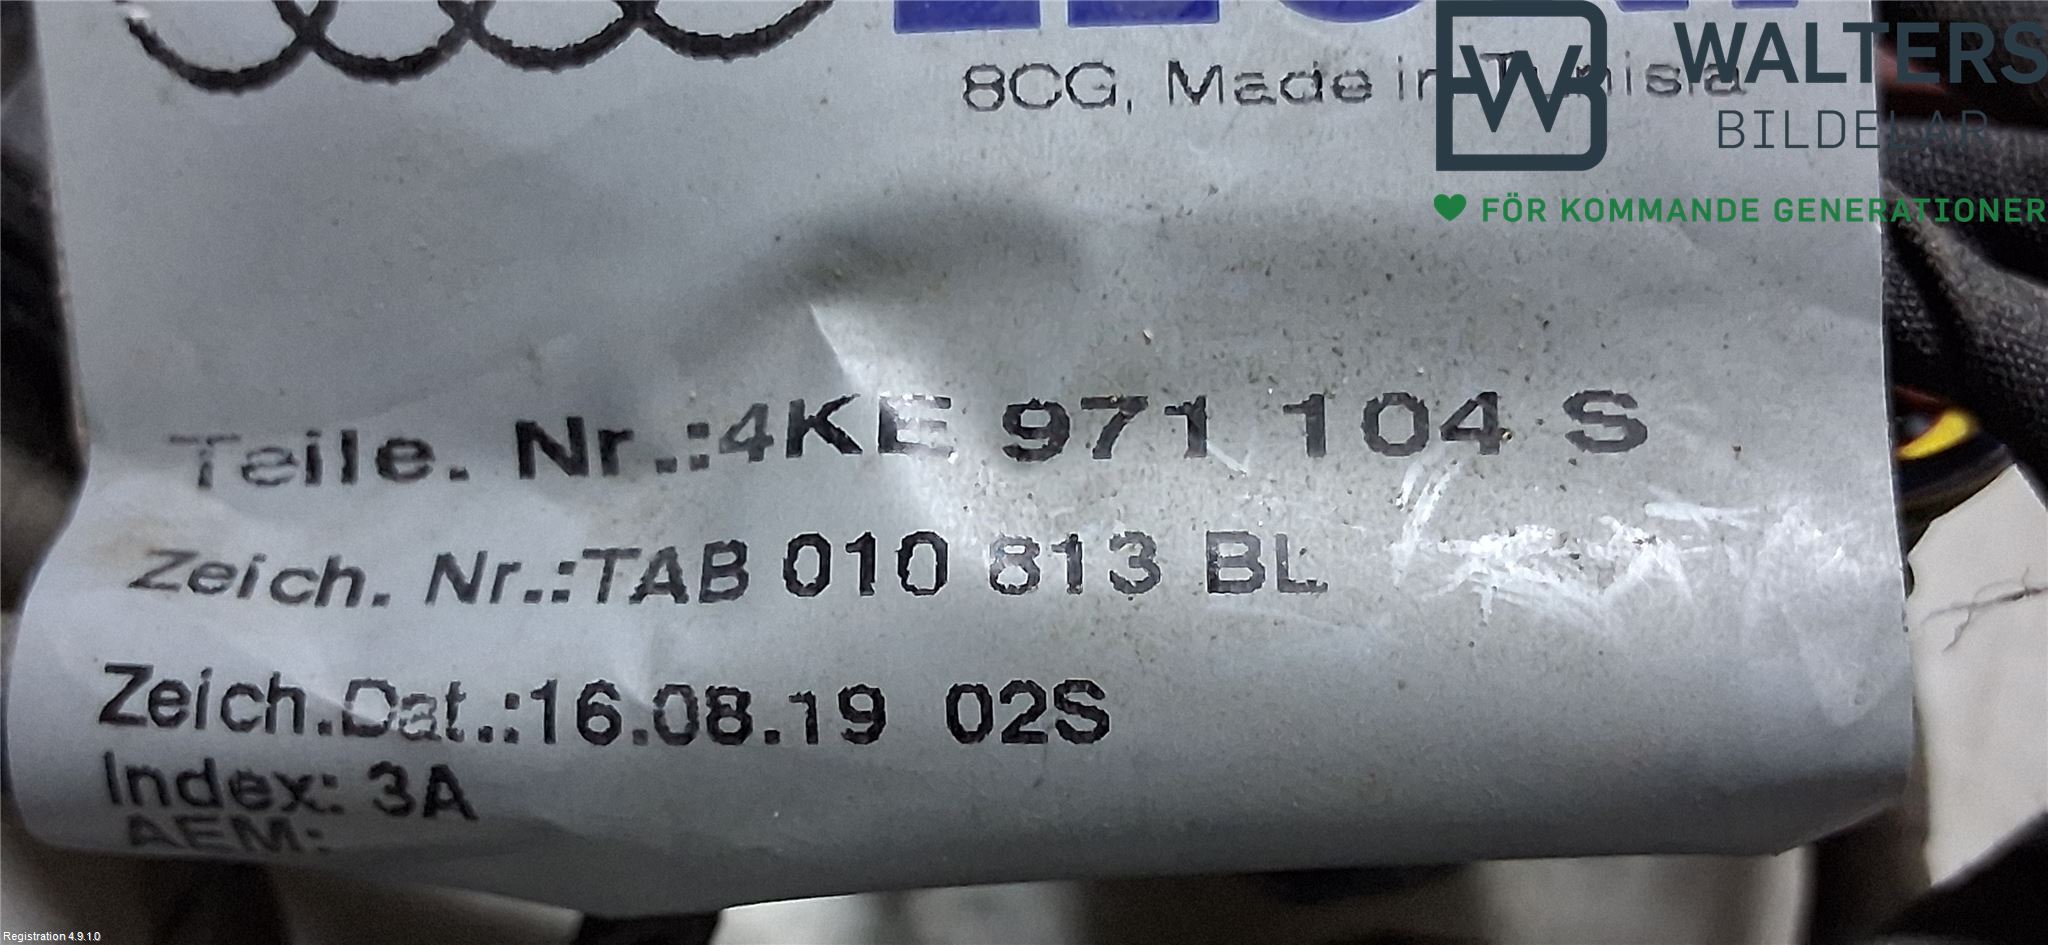 8CG, Made in Tunisia
WALTERS
BILDELAR
FÖR KOMMANDE GENERATIONER
Teile. Nr.:4KE 971 104 S
Zeich. Nr.:TAB 010 813 BL
Zeich.Dat.:16.08.19 02S
Index: 3A
AEM:
Registration 4.9.1.0